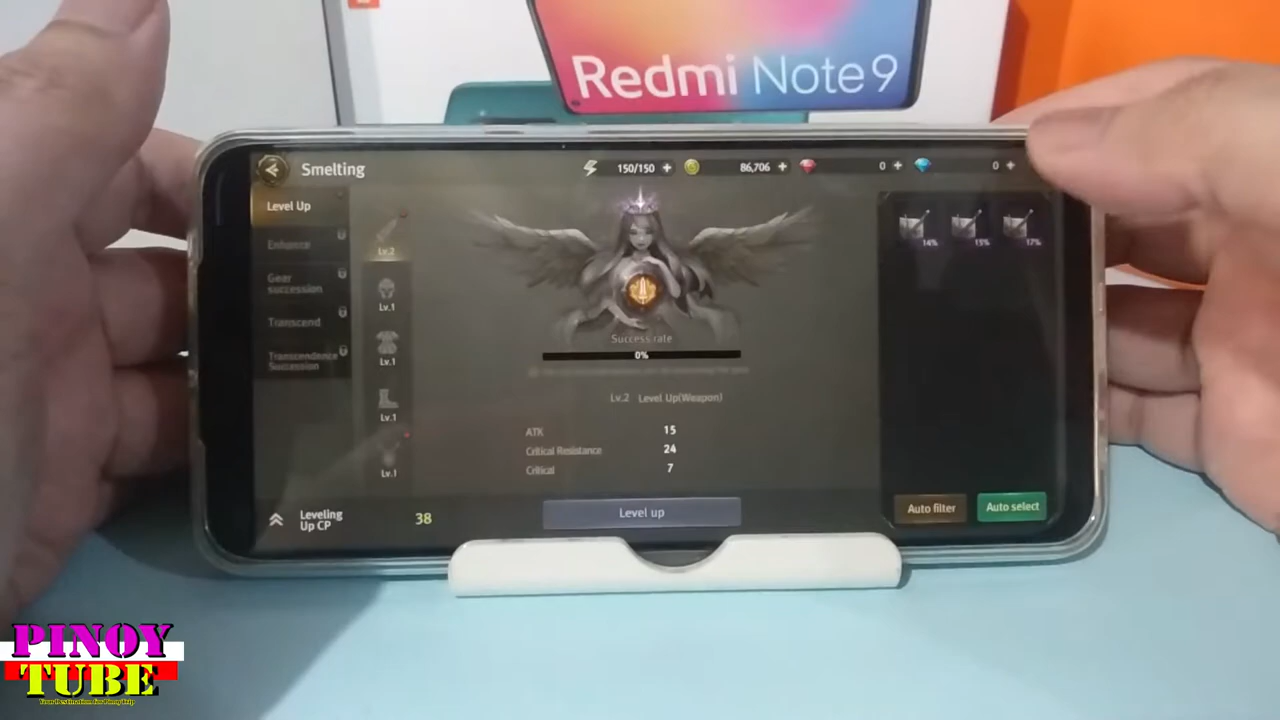 Redmi Note 9
Smelting
150/150
86,706
0
0
Level Up
Enhance
Gear
succession
Transcend
Transcendence
Succession
Lv.2
Lv.1
Lv.1
Lv.1
Lv.1
14%
15%
17%
Success rate
0%
Lv.2 Level Up(Weapon)
ATK 15
Critical Resistance 24
Critical 7
Leveling
Up CP
38
Level up
Auto filter
Auto select
PINOY
TUBE